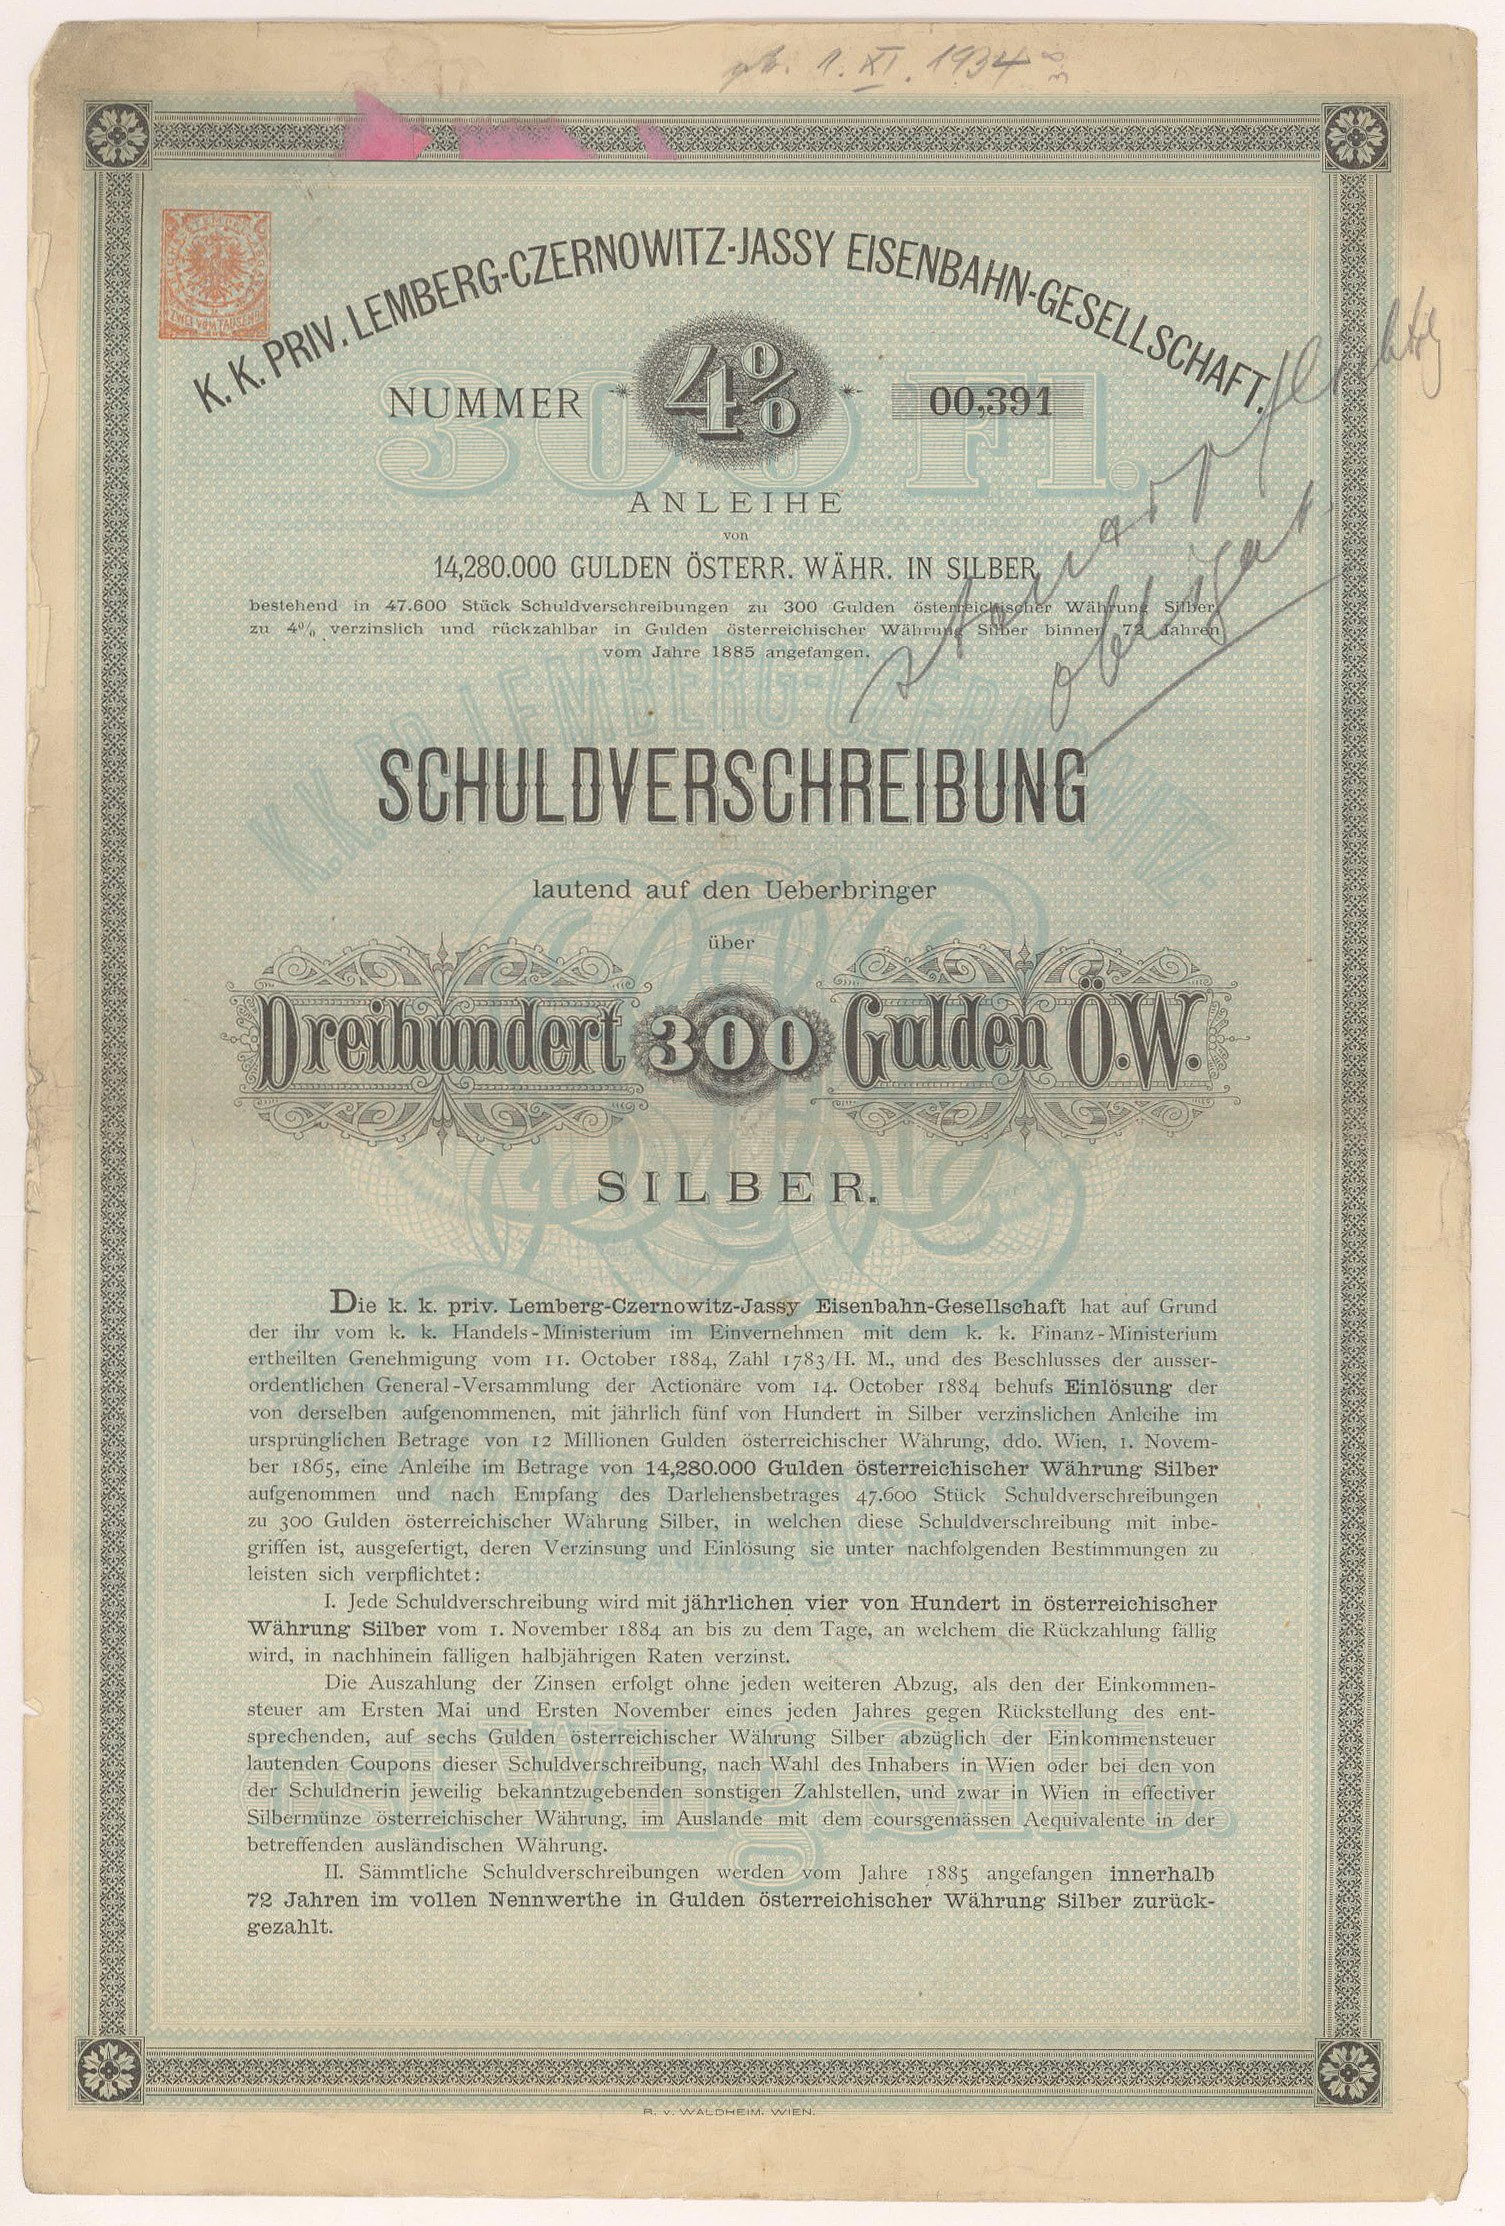 1. XI. 1934
K. K. PRIV. LEMBERG-CZERNOWITZ-JASSY EISENBAHN-GESELLSCHAFT.
ZWEI VOM TAUSEND
300 Fl.
NUMMER 4% 00,391
ANLEIHE
von
14,280.000 GULDEN ÖSTERR. WÄHR. IN SILBER
bestehend in 47.600 Stück Schuldverschreibungen zu 300 Gulden österreichischer Währung Silber,
zu 4% verzinslich und rückzahlbar in Gulden österreichischer Währung Silber binnen 72 Jahren
vom Jahre 1885 angefangen.
K. K. PR. LEMBERG-CZERNOWITZ-
SCHULDVERSCHREIBUNG
lautend auf den Ueberbringer
über
Dreihundert 300 Gulden Ö.W.
SILBER.
Die k. k. priv. Lemberg-Czernowitz-Jassy Eisenbahn-Gesellschaft hat auf Grund
der ihr vom k. k. Handels-Ministerium im Einvernehmen mit dem k. k. Finanz-Ministerium
ertheilten Genehmigung vom 11. October 1884, Zahl 1783/H. M., und des Beschlusses der ausser-
ordentlichen General-Versammlung der Actionäre vom 14. October 1884 behufs Einlösung der
von derselben aufgenommenen, mit jährlich fünf von Hundert in Silber verzinslichen Anleihe im
ursprünglichen Betrage von 12 Millionen Gulden österreichischer Währung, ddo. Wien, 1. Novem-
ber 1865, eine Anleihe im Betrage von 14,280.000 Gulden österreichischer Währung Silber
aufgenommen und nach Empfang des Darlehensbetrages 47.600 Stück Schuldverschreibungen
zu 300 Gulden österreichischer Währung Silber, in welchen diese Schuldverschreibung mit inbe-
griffen ist, ausgefertigt, deren Verzinsung und Einlösung sie unter nachfolgenden Bestimmungen zu
leisten sich verpflichtet:
I. Jede Schuldverschreibung wird mit jährlichen vier von Hundert in österreichischer
Währung Silber vom 1. November 1884 an bis zu dem Tage, an welchem die Rückzahlung fällig
wird, in nachhinein fälligen halbjährigen Raten verzinst.
Die Auszahlung der Zinsen erfolgt ohne jeden weiteren Abzug, als den der Einkommen-
steuer am Ersten Mai und Ersten November eines jeden Jahres gegen Rückstellung des ent-
sprechenden, auf sechs Gulden österreichischer Währung Silber abzüglich der Einkommensteuer
lautenden Coupons dieser Schuldverschreibung, nach Wahl des Inhabers in Wien oder bei den von
der Schuldnerin jeweilig bekanntzugebenden sonstigen Zahlstellen, und zwar in Wien in effectiver
Silbermünze österreichischer Währung, im Auslande mit dem coursgemässen Aequivalente in der
betreffenden ausländischen Währung.
II. Sämmtliche Schuldverschreibungen werden vom Jahre 1885 angefangen innerhalb
72 Jahren im vollen Nennwerthe in Gulden österreichischer Währung Silber zurück-
gezahlt.
R. v. WALDHEIM. WIEN.